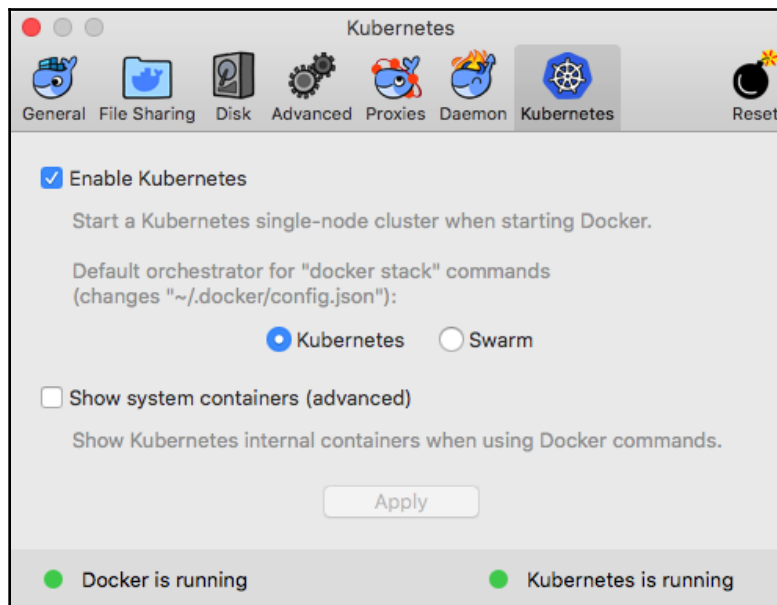 Kubernetes
General File Sharing Disk Advanced Proxies Daemon Kubernetes Reset
Enable Kubernetes
Start a Kubernetes single-node cluster when starting Docker.
Default orchestrator for "docker stack" commands
(changes "~/.docker/config.json"):
Kubernetes Swarm
Show system containers (advanced)
Show Kubernetes internal containers when using Docker commands.
Apply
Docker is running Kubernetes is running